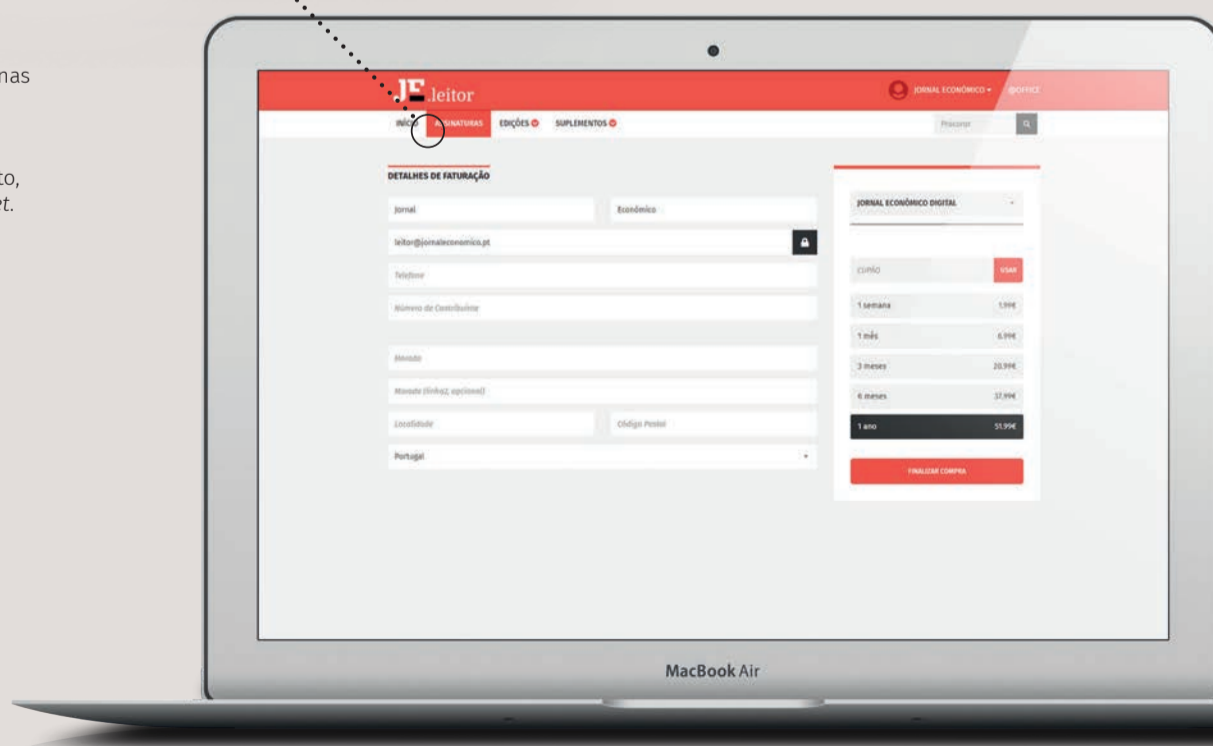 to,
JE.leitor
JORNAL ECONÓMICO
@OFFICE
INÍCIO
ASSINATURAS
EDIÇÕES
SUPLEMENTOS
Procurar
DETALHES DE FATURAÇÃO
Jornal
Económico
leitor@jornaleconomico.pt
Telefone
Número de Contribuinte
Morada
Morada (linha2, opcional)
Localidade
Código Postal
Portugal
JORNAL ECONÓMICO DIGITAL
CUPÃO
USAR
1 semana 1.99€
1 mês 6.99€
3 meses 20.99€
6 meses 37.99€
1 ano 51.99€
FINALIZAR COMPRA
MacBook Air